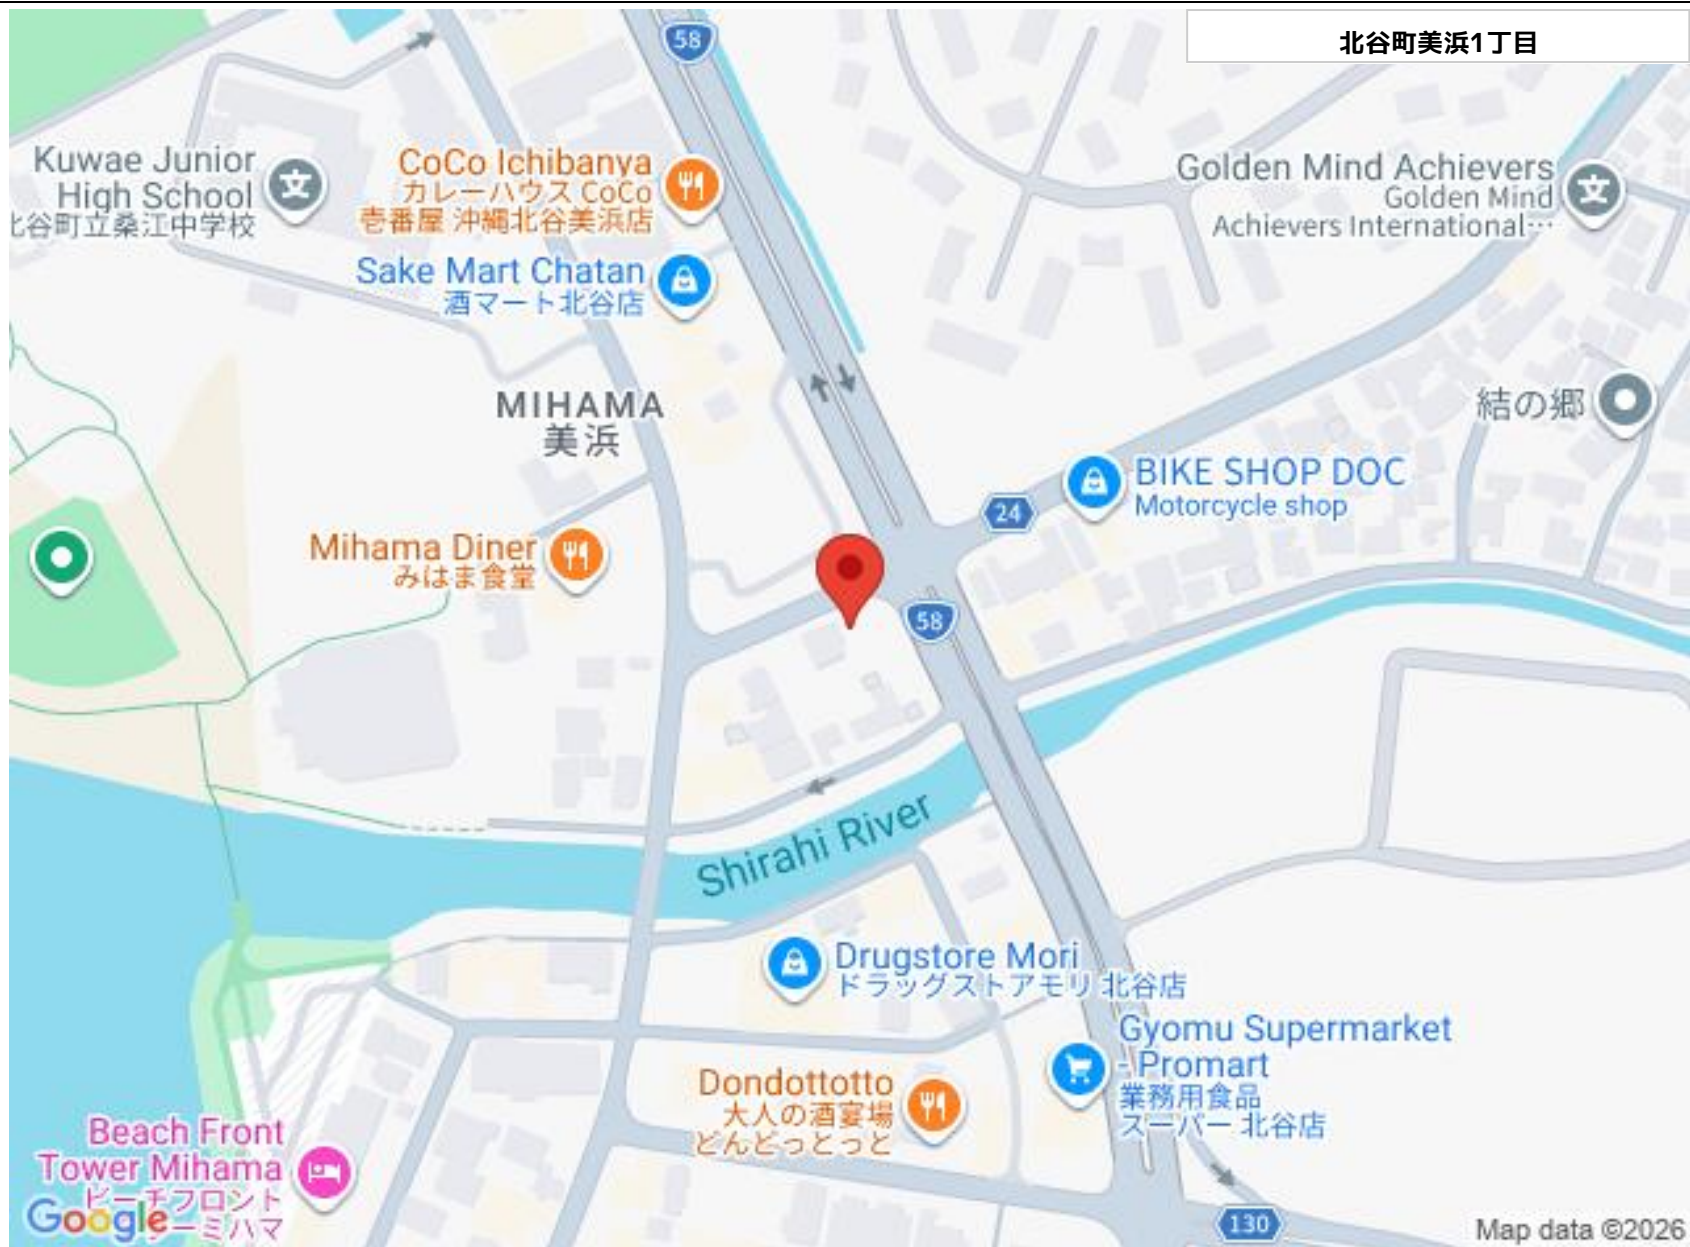 北谷町美浜1丁目
58
Kuwae Junior
High School
北谷町立桑江中学校
CoCo Ichibanya
カレーハウス CoCo
壱番屋 沖縄北谷美浜店
Golden Mind Achievers
Golden Mind
Achievers International…
Sake Mart Chatan
酒マート北谷店
MIHAMA
美浜
結の郷
BIKE SHOP DOC
Motorcycle shop
24
Mihama Diner
みはま食堂
58
Shirahi River
Drugstore Mori
ドラッグストアモリ 北谷店
Gyomu Supermarket
- Promart
業務用食品
スーパー 北谷店
Dondottotto
大人の酒宴場
どんどっとっと
Beach Front
Tower Mihama
ビーチフロント
ーミハマ
Google
130
Map data ©2026